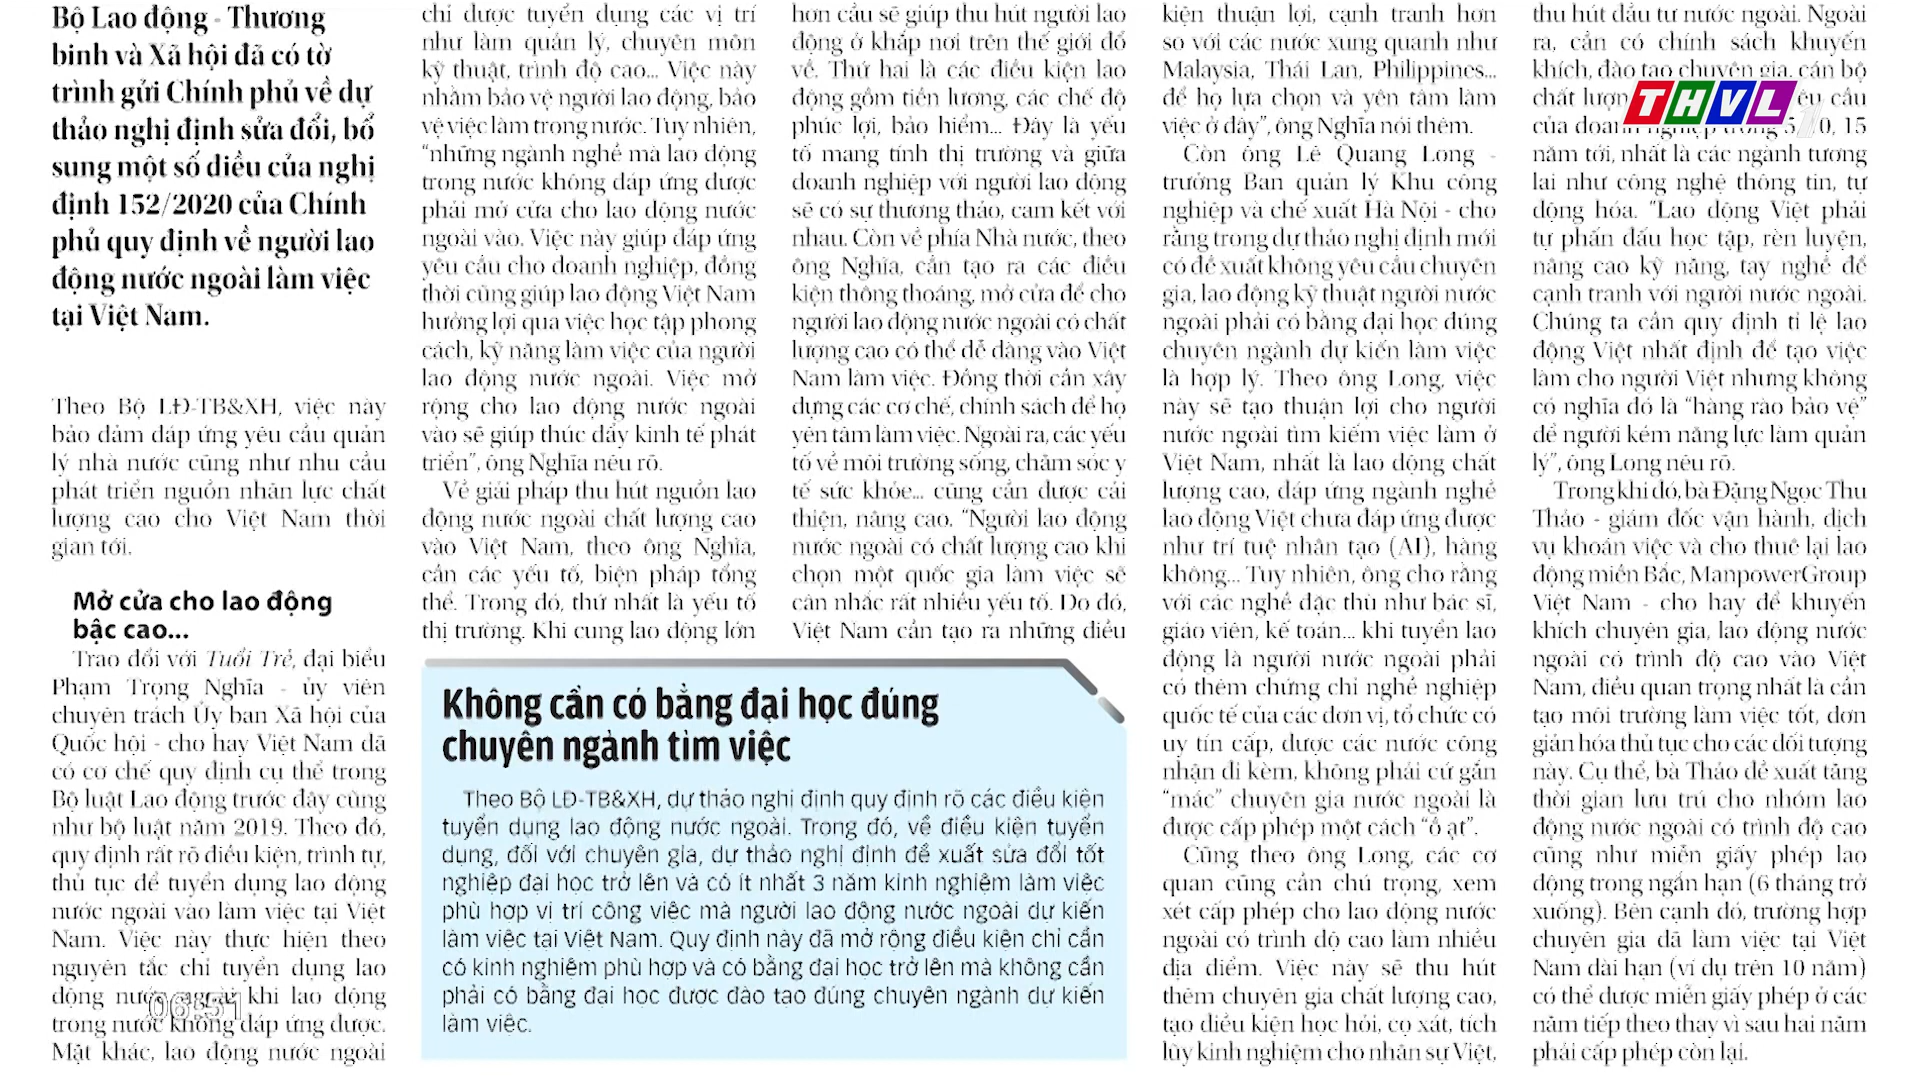 Bộ Lao động - Thương
binh và Xã hội đã có tờ
trình gửi Chính phủ về dự
thảo nghị định sửa đổi, bổ
sung một số điều của nghị
định 152/2020 của Chính
phủ quy định về người lao
động nước ngoài làm việc
tại Việt Nam.
Theo Bộ LĐ-TB&XH, việc này
bảo đảm đáp ứng yêu cầu quản
lý nhà nước cũng như nhu cầu
phát triển nguồn nhân lực chất
lượng cao cho Việt Nam thời
gian tới.
Mở cửa cho lao động
bậc cao...
Trao đổi với Tuổi Trẻ, đại biểu
Phạm Trọng Nghĩa - ủy viên
chuyên trách Ủy ban Xã hội của
Quốc hội - cho hay Việt Nam đã
có cơ chế quy định cụ thể trong
Bộ luật Lao động trước đây cũng
như bộ luật năm 2019. Theo đó,
quy định rất rõ điều kiện, trình tự,
thủ tục để tuyển dụng lao động
nước ngoài vào làm việc tại Việt
Nam. Việc này thực hiện theo
nguyên tắc chỉ tuyển dụng lao
động nước ngoài khi lao động
trong nước không đáp ứng được.
Mặt khác, lao động nước ngoài
06:51
chỉ được tuyển dụng các vị trí
như làm quản lý, chuyên môn
kỹ thuật, trình độ cao... Việc này
nhằm bảo vệ người lao động, bảo
vệ việc làm trong nước. Tuy nhiên,
“những ngành nghề mà lao động
trong nước không đáp ứng được
phải mở cửa cho lao động nước
ngoài vào. Việc này giúp đáp ứng
yêu cầu cho doanh nghiệp, đồng
thời cũng giúp lao động Việt Nam
hưởng lợi qua việc học tập phong
cách, kỹ năng làm việc của người
lao động nước ngoài. Việc mở
rộng cho lao động nước ngoài
vào sẽ giúp thúc đẩy kinh tế phát
triển”, ông Nghĩa nêu rõ.
Về giải pháp thu hút nguồn lao
động nước ngoài chất lượng cao
vào Việt Nam, theo ông Nghĩa,
cần các yếu tố, biện pháp tổng
thể. Trong đó, thứ nhất là yếu tố
thị trường. Khi cung lao động lớn
hơn cầu sẽ giúp thu hút người lao
động ở khắp nơi trên thế giới đổ
về. Thứ hai là các điều kiện lao
động gồm tiền lương, các chế độ
phúc lợi, bảo hiểm... Đây là yếu
tố mang tính thị trường và giữa
doanh nghiệp với người lao động
sẽ có sự thương thảo, cam kết với
nhau. Còn về phía Nhà nước, theo
ông Nghĩa, cần tạo ra các điều
kiện thông thoáng, mở cửa để cho
người lao động nước ngoài có chất
lượng cao có thể dễ dàng vào Việt
Nam làm việc. Đồng thời cần xây
dựng các cơ chế, chính sách để họ
yên tâm làm việc. Ngoài ra, các yếu
tố về môi trường sống, chăm sóc y
tế sức khỏe... cũng cần được cải
thiện, nâng cao. “Người lao động
nước ngoài có chất lượng cao khi
chọn một quốc gia làm việc sẽ
cân nhắc rất nhiều yếu tố. Do đó,
Việt Nam cần tạo ra những điều
Không cần có bằng đại học đúng
chuyên ngành tìm việc
Theo Bộ LĐ-TB&XH, dự thảo nghị định quy định rõ các điều kiện
tuyển dụng lao động nước ngoài. Trong đó, về điều kiện tuyển
dụng, đối với chuyên gia, dự thảo nghị định đề xuất sửa đổi tốt
nghiệp đại học trở lên và có ít nhất 3 năm kinh nghiệm làm việc
phù hợp vị trí công việc mà người lao động nước ngoài dự kiến
làm việc tại Việt Nam. Quy định này đã mở rộng điều kiện chỉ cần
có kinh nghiệm phù hợp và có bằng đại học trở lên mà không cần
phải có bằng đại học được đào tạo đúng chuyên ngành dự kiến
làm việc.
kiện thuận lợi, cạnh tranh hơn
so với các nước xung quanh như
Malaysia, Thái Lan, Philippines...
để họ lựa chọn và yên tâm làm
việc ở đây”, ông Nghĩa nói thêm.
Còn ông Lê Quang Long -
trưởng Ban quản lý Khu công
nghiệp và chế xuất Hà Nội - cho
rằng trong dự thảo nghị định mới
có đề xuất không yêu cầu chuyên
gia, lao động kỹ thuật người nước
ngoài phải có bằng đại học đúng
chuyên ngành dự kiến làm việc
là hợp lý. Theo ông Long, việc
này sẽ tạo thuận lợi cho người
nước ngoài tìm kiếm việc làm ở
Việt Nam, nhất là lao động chất
lượng cao, đáp ứng ngành nghề
lao động Việt chưa đáp ứng được
như trí tuệ nhân tạo (AI), hàng
không... Tuy nhiên, ông cho rằng
với các nghề đặc thù như bác sĩ,
giáo viên, kế toán... khi tuyển lao
động là người nước ngoài phải
có thêm chứng chỉ nghề nghiệp
quốc tế của các đơn vị, tổ chức có
uy tín cấp, được các nước công
nhận đi kèm, không phải cứ gắn
“mác” chuyên gia nước ngoài là
được cấp phép một cách “ồ ạt”.
Cũng theo ông Long, các cơ
quan cũng cần chú trọng, xem
xét cấp phép cho lao động nước
ngoài có trình độ cao làm nhiều
địa điểm. Việc này sẽ thu hút
thêm chuyên gia chất lượng cao,
tạo điều kiện học hỏi, cọ xát, tích
lũy kinh nghiệm cho nhân sự Việt,
thu hút đầu tư nước ngoài. Ngoài
ra, cần có chính sách khuyến
khích, đào tạo chuyên gia, cán bộ
chất lượn THVL1 êu cầu
của doanh nghiệp trong 5, 10, 15
năm tới, nhất là các ngành tương
lai như công nghệ thông tin, tự
động hóa. “Lao động Việt phải
tự phấn đấu học tập, rèn luyện,
nâng cao kỹ năng, tay nghề để
cạnh tranh với người nước ngoài.
Chúng ta cần quy định tỉ lệ lao
động Việt nhất định để tạo việc
làm cho người Việt nhưng không
có nghĩa đó là “hàng rào bảo vệ”
để người kém năng lực làm quản
lý”, ông Long nêu rõ.
Trong khi đó, bà Đặng Ngọc Thu
Thảo - giám đốc vận hành, dịch
vụ khoán việc và cho thuê lại lao
động miền Bắc, ManpowerGroup
Việt Nam - cho hay để khuyến
khích chuyên gia, lao động nước
ngoài có trình độ cao vào Việt
Nam, điều quan trọng nhất là cần
tạo môi trường làm việc tốt, đơn
giản hóa thủ tục cho các đối tượng
này. Cụ thể, bà Thảo đề xuất tăng
thời gian lưu trú cho nhóm lao
động nước ngoài có trình độ cao
cũng như miễn giấy phép lao
động trong ngắn hạn (6 tháng trở
xuống). Bên cạnh đó, trường hợp
chuyên gia đã làm việc tại Việt
Nam dài hạn (ví dụ trên 10 năm)
có thể được miễn giấy phép ở các
năm tiếp theo thay vì sau hai năm
phải cấp phép còn lại.